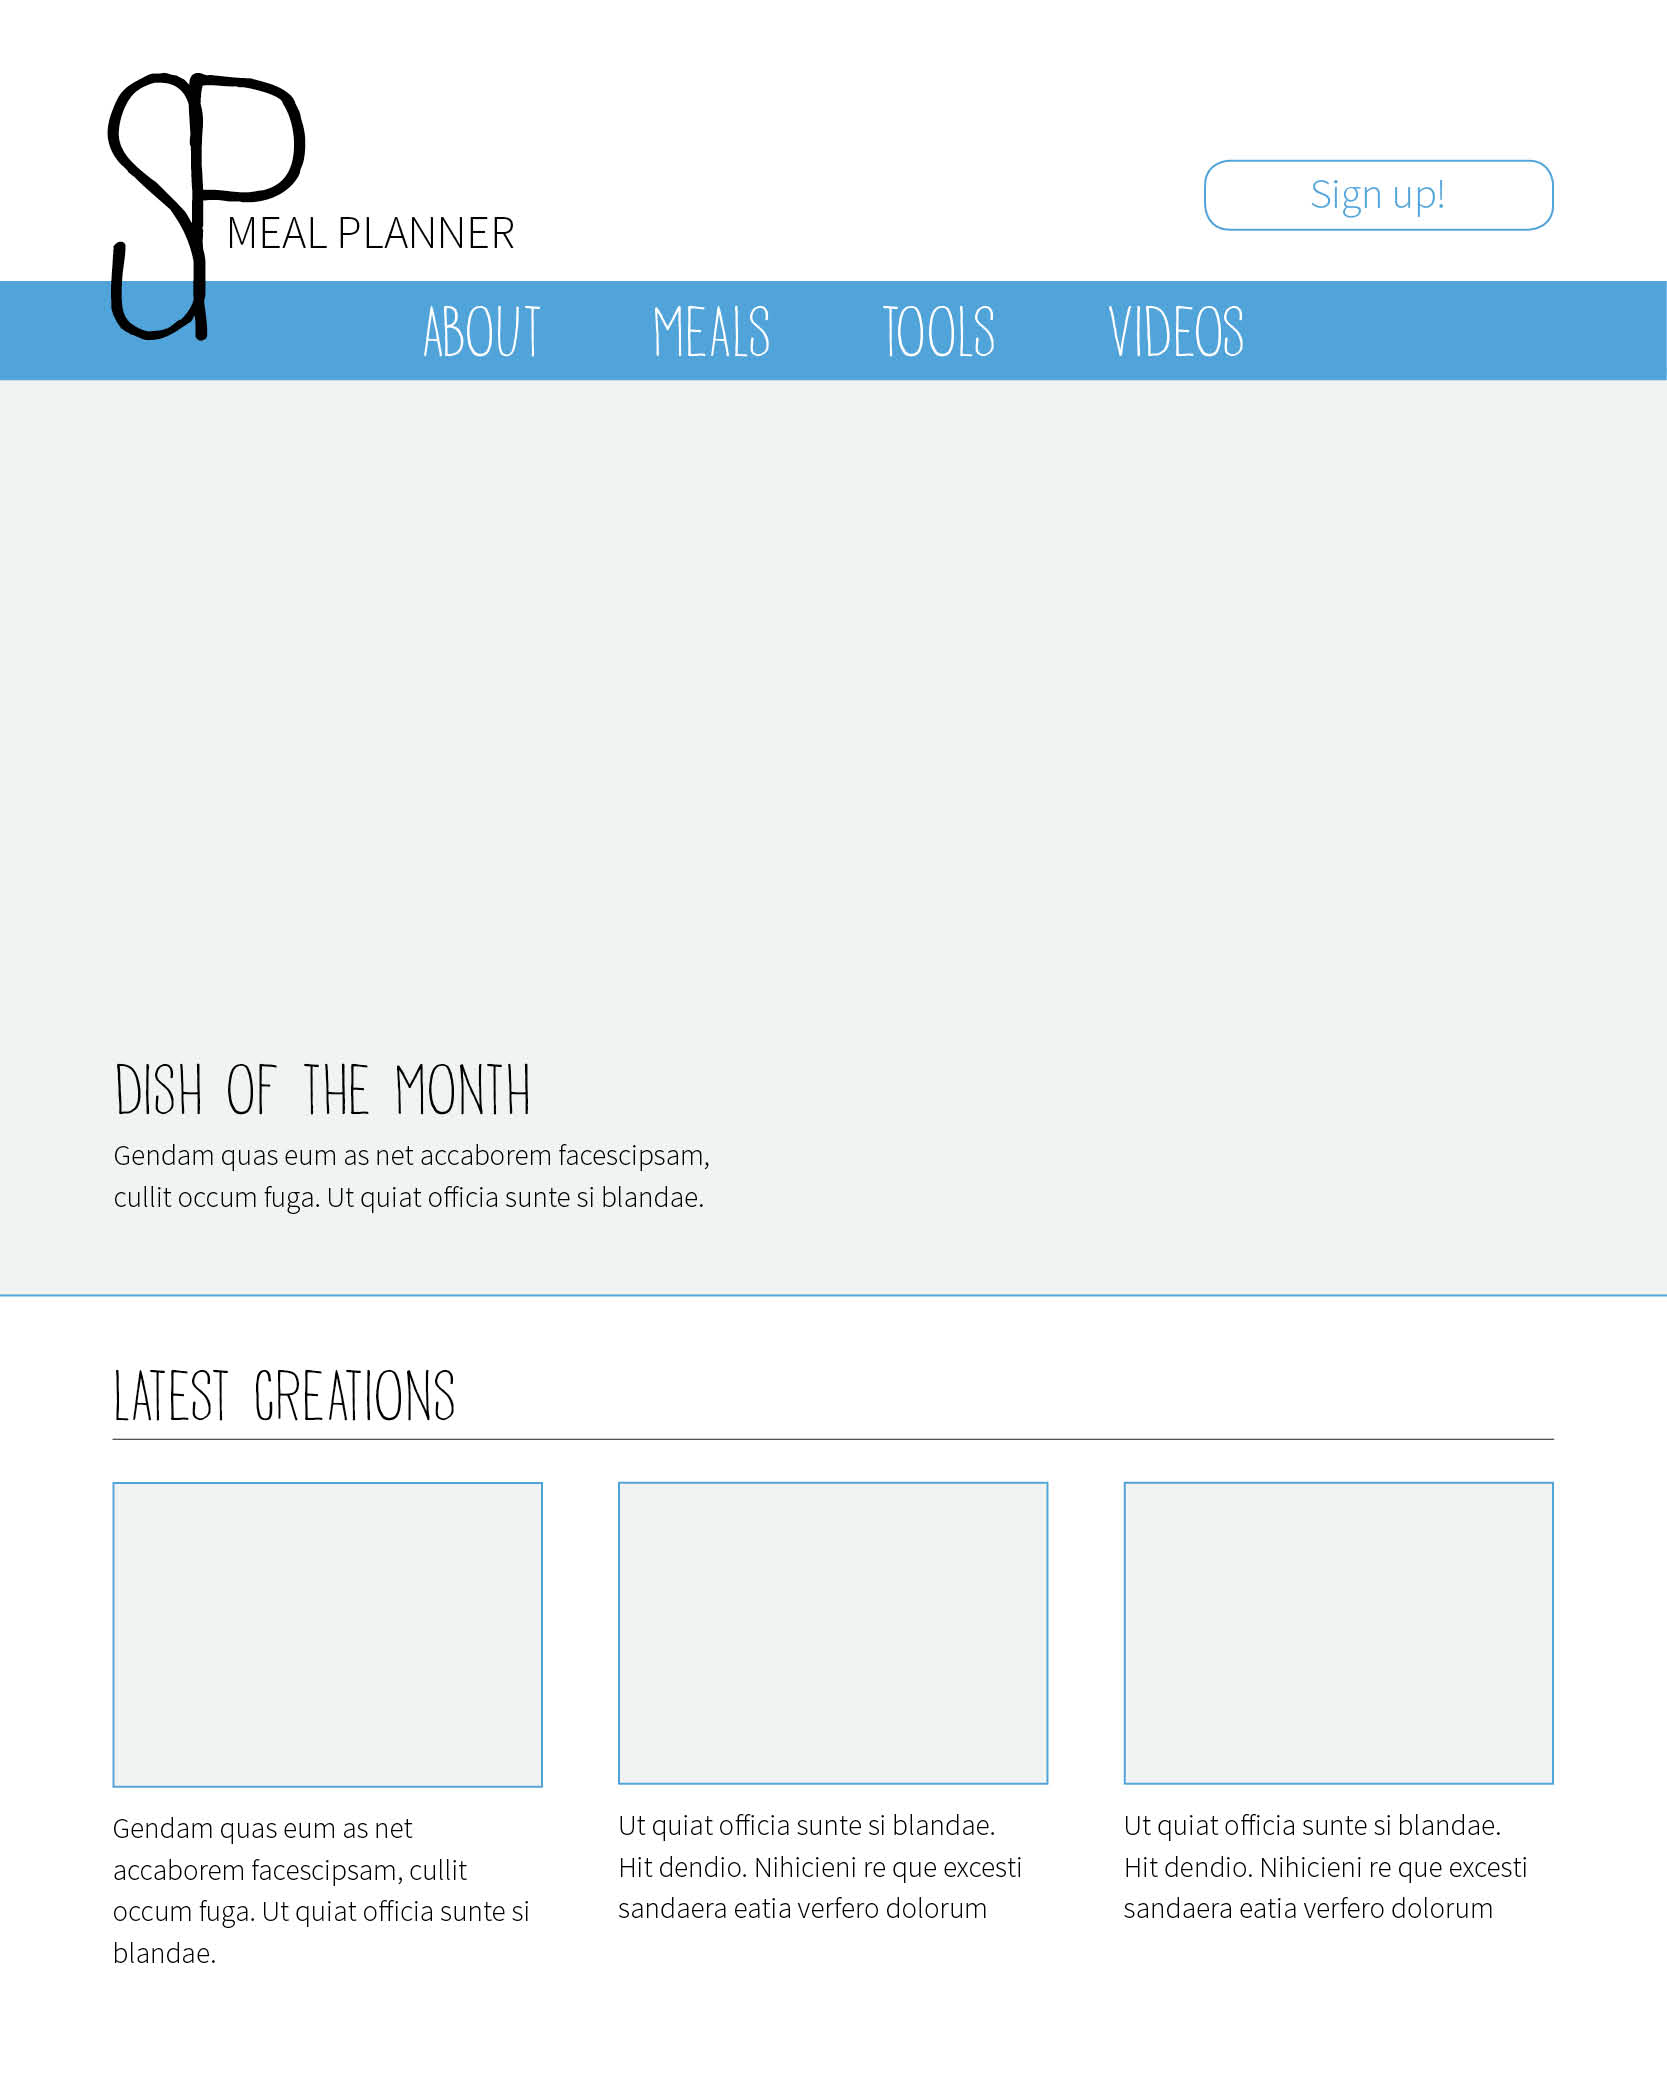 SP
MEAL PLANNER
Sign up!
ABOUT MEALS TOOLS VIDEOS
DISH OF THE MONTH
Gendam quas eum as net accaborem facescipsam,
cullit occum fuga. Ut quiat officia sunte si blandae.
LATEST CREATIONS
Gendam quas eum as net
accaborem facescipsam, cullit
occum fuga. Ut quiat officia sunte si
blandae.
Ut quiat officia sunte si blandae.
Hit dendio. Nihicieni re que excesti
sandaera eatia verfero dolorum
Ut quiat officia sunte si blandae.
Hit dendio. Nihicieni re que excesti
sandaera eatia verfero dolorum